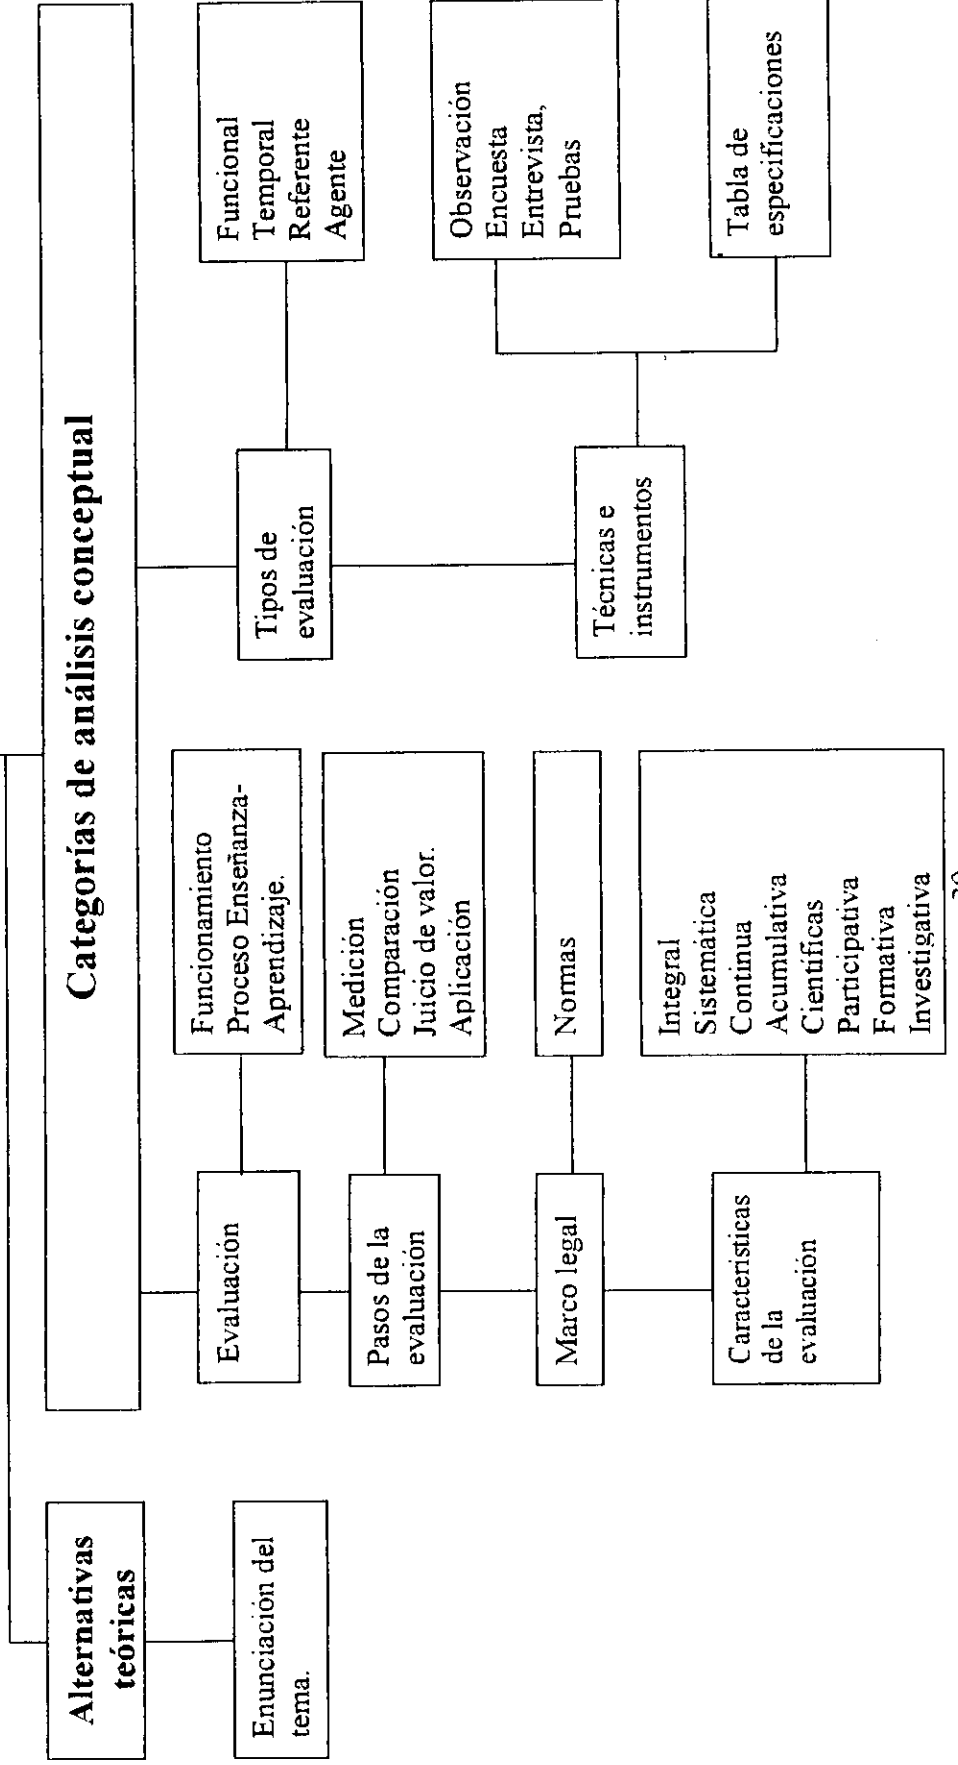 Categorías de análisis conceptual
Alternativas
teóricas
Enunciación del
tema.
Evaluación
Funcionamiento
Proceso Enseñanza-
Aprendizaje.
Pasos de la
evaluación
Medición
Comparación
Juicio de valor.
Aplicacion
Marco legal
Normas
Caracteristicas
de la
evaluación
Integral
Sistemática
Continua
Acumulativa
Científicas
Participativa
Formativa
Investigativa
Tipos de
evaluación
Funcional
Temporal
Referente
Agente
Técnicas e
instrumentos
Observación
Encuesta
Entrevista,
Pruebas
Tabla de
especificaciones